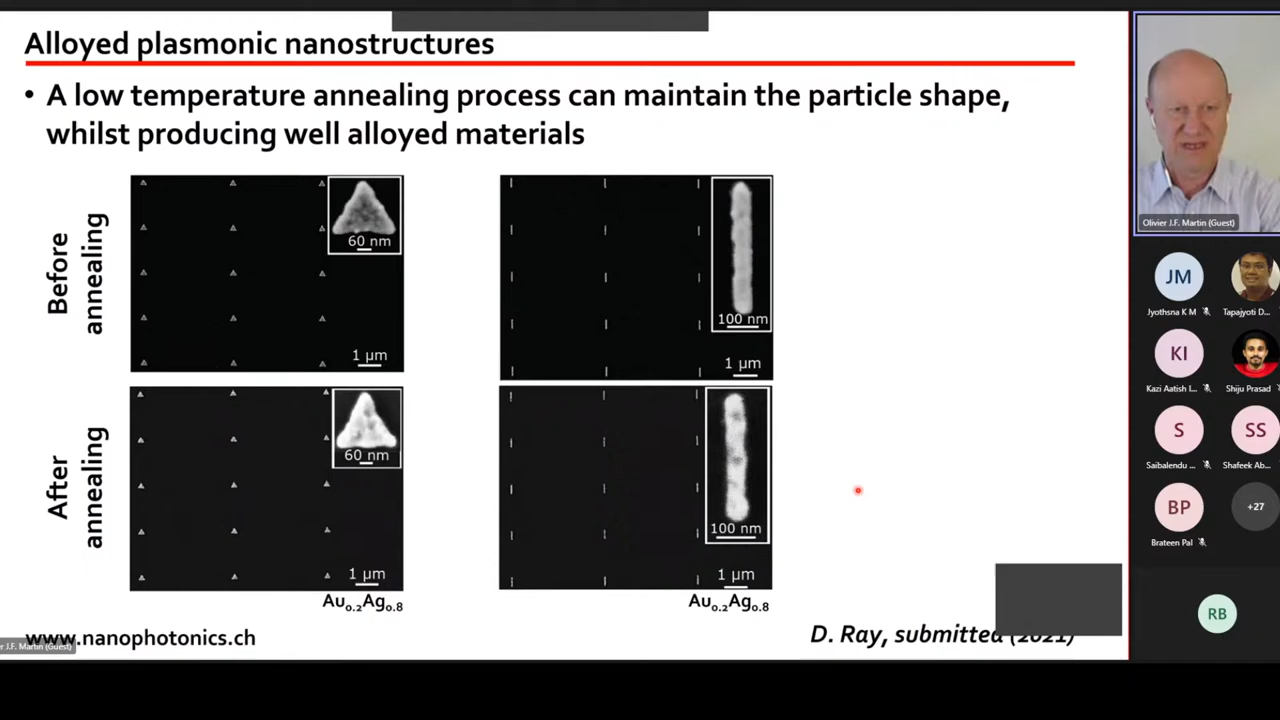 Alloyed plasmonic nanostructures
• A low temperature annealing process can maintain the particle shape,
whilst producing well alloyed materials
Before
annealing
60 nm
1 µm
100 nm
1 µm
After
annealing
60 nm
1 µm
100 nm
1 µm
Au₀.₂Ag₀.₈
Au₀.₂Ag₀.₈
www.nanophotonics.ch
D. Ray, submitted (2021)
r J.F. Martin (Guest)
Olivier J.F. Martin (Guest)
JM
Jyothsna K M
Tapajyoti D...
KI
Kazi Aatish I...
Shiju Prasad
S
Saibalendu ...
SS
Shafeek Ab...
BP
Brateen Pal
+27
RB